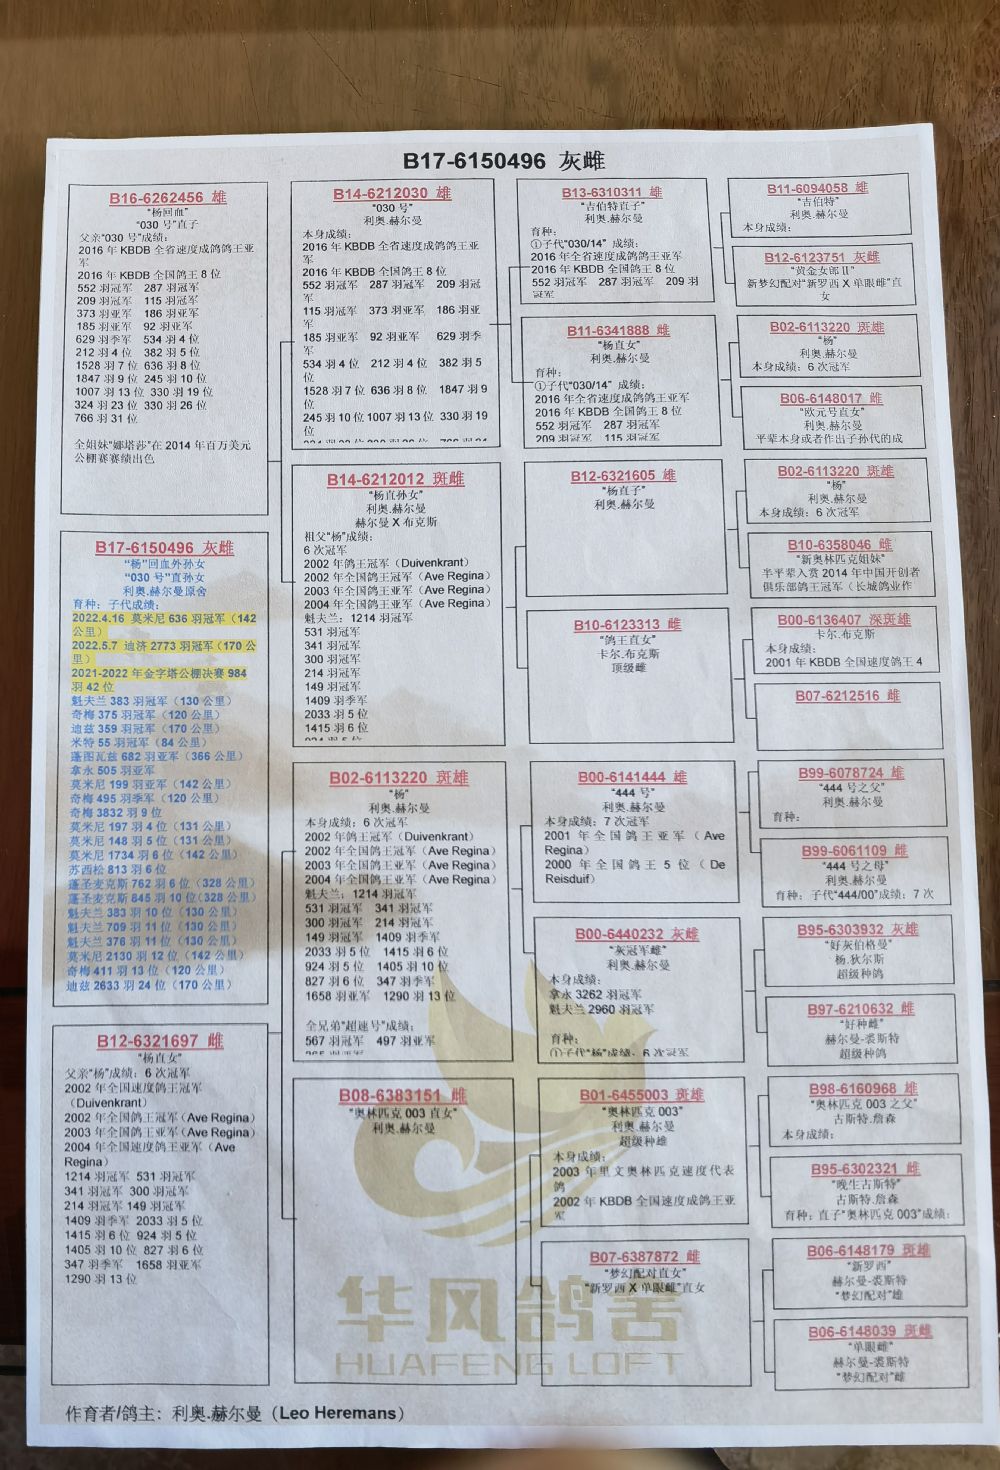 B17-6150496 灰雌
B16-6262456 雄
“杨回血”
“030 号”直子
父亲“030 号”成绩：
2016 年 KBDB 全省速度成鸽鸽王亚
军
2016 年 KBDB 全国鸽王 8 位
552 羽冠军 287 羽冠军
209 羽冠军 115 羽冠军
373 羽亚军 186 羽亚军
185 羽亚军 92 羽亚军
629 羽季军 534 羽 4 位
212 羽 4 位 382 羽 5 位
1528 羽 7 位 636 羽 8 位
1847 羽 9 位 245 羽 10 位
1007 羽 13 位 330 羽 19 位
324 羽 23 位 330 羽 26 位
766 羽 31 位
全姐妹“娜塔莎”在 2014 年百万美元
公棚赛赛绩出色
B17-6150496 灰雌
“杨”回血外孙女
“030 号”直孙女
利奥.赫尔曼原舍
育种：子代成绩：
2022.4.16 莫米尼 636 羽冠军（142
公里）
2022.5.7 迪济 2773 羽冠军（170 公
里）
2021-2022 年金字塔公棚决赛 984
羽 42 位
魁夫兰 383 羽冠军（130 公里）
奇梅 375 羽冠军（120 公里）
迪兹 359 羽冠军（170 公里）
米特 55 羽冠军（84 公里）
蓬图瓦兹 682 羽亚军（366 公里）
拿永 505 羽亚军
莫米尼 199 羽亚军（142 公里）
奇梅 495 羽季军（120 公里）
奇梅 3832 羽 9 位
莫米尼 197 羽 4 位（131 公里）
莫米尼 148 羽 5 位（131 公里）
莫米尼 1734 羽 6 位（142 公里）
苏西松 813 羽 6 位
蓬圣麦克斯 762 羽 6 位（328 公里）
蓬圣麦克斯 845 羽 10 位（328 公里）
魁夫兰 383 羽 10 位（130 公里）
魁夫兰 709 羽 11 位（130 公里）
魁夫兰 376 羽 11 位（130 公里）
莫米尼 2130 羽 12 位（142 公里）
奇梅 411 羽 13 位（120 公里）
迪兹 2633 羽 24 位（170 公里）
B12-6321697 雌
“杨直女”
父亲“杨”成绩：6 次冠军
2002 年全国速度鸽王冠军
（Duivenkrant）
2002 年全国鸽王冠军（Ave Regina）
2003 年全国鸽王亚军（Ave Regina）
2004 年全国速度鸽王亚军（Ave
Regina）
1214 羽冠军 531 羽冠军
341 羽冠军 300 羽冠军
214 羽冠军 149 羽冠军
1409 羽季军 2033 羽 5 位
1415 羽 6 位 924 羽 5 位
1405 羽 10 位 827 羽 6 位
347 羽季军 1658 羽亚军
1290 羽 13 位
B14-6212030 雄
“030 号”
利奥.赫尔曼
本身成绩：
2016 年 KBDB 全省速度成鸽鸽王亚
军
2016 年 KBDB 全国鸽王 8 位
552 羽冠军 287 羽冠军 209 羽冠
军
115 羽冠军 373 羽亚军 186 羽亚
军
185 羽亚军 92 羽亚军 629 羽季
军
534 羽 4 位 212 羽 4 位 382 羽 5
位
1528 羽 7 位 636 羽 8 位 1847 羽 9
位
245 羽 10 位 1007 羽 13 位 330 羽 19
位
B14-6212012 斑雌
“杨直孙女”
利奥.赫尔曼
赫尔曼 X 布克斯
祖父“杨”成绩：
6 次冠军
2002 年鸽王冠军（Duivenkrant）
2002 年全国鸽王冠军（Ave Regina）
2003 年全国鸽王亚军（Ave Regina）
2004 年全国鸽王亚军（Ave Regina）
魁夫兰：1214 羽冠军
531 羽冠军
341 羽冠军
300 羽冠军
214 羽冠军
149 羽冠军
1409 羽季军
2033 羽 5 位
1415 羽 6 位
924 羽 5 位
B02-6113220 斑雄
“杨”
利奥.赫尔曼
本身成绩：6 次冠军
2002 年鸽王冠军（Duivenkrant）
2002 年全国鸽王冠军（Ave Regina）
2003 年全国鸽王亚军（Ave Regina）
2004 年全国鸽王亚军（Ave Regina）
魁夫兰：1214 羽冠军
531 羽冠军 341 羽冠军
300 羽冠军 214 羽冠军
149 羽冠军 1409 羽季军
2033 羽 5 位 1415 羽 6 位
924 羽 5 位 1405 羽 10 位
827 羽 6 位 347 羽季军
1658 羽亚军 1290 羽 13 位
全兄弟“超速号”成绩：
567 羽冠军 497 羽亚军
B08-6383151 雌
“奥林匹克 003 直女”
利奥.赫尔曼
B13-6310311 雄
“吉伯特直子”
利奥.赫尔曼
育种：
①子代“030/14” 成绩：
2016 年全省速度成鸽鸽王亚军
2016 年 KBDB 全国鸽王 8 位
552 羽冠军 287 羽冠军 209 羽
冠军
B11-6341888 雌
“杨直女”
利奥.赫尔曼
育种：
①子代“030/14” 成绩：
2016 年全省速度成鸽鸽王亚军
2016 年 KBDB 全国鸽王 8 位
552 羽冠军 287 羽冠军
209 羽冠军 115 羽冠军
B12-6321605 雄
“杨直子”
利奥.赫尔曼
B10-6123313 雌
“鸽王直女”
卡尔.布克斯
顶级雌
B00-6141444 雄
“444 号”
利奥.赫尔曼
本身成绩：7 次冠军
2001 年全国鸽王亚军（Ave
Regina）
2000 年全国鸽王 5 位（De
Reisduif）
B00-6440232 灰雌
“灰冠军雌”
利奥.赫尔曼
本身成绩：
拿永 3262 羽冠军
魁夫兰 2960 羽冠军
育种：
①子代“杨”成绩：6 次冠军
B01-6455003 斑雄
“奥林匹克 003”
利奥.赫尔曼
超级种雄
本身成绩：
2003 年里文奥林匹克速度代表
鸽
2002 年 KBDB 全国速度成鸽王亚
军
B07-6387872 雌
“梦幻配对直女”
“新罗西 X 单眼雌”直女
B11-6094058 雄
“吉伯特”
利奥.赫尔曼
本身成绩：
B12-6123751 灰雌
“黄金女郎 II”
新梦幻配对“新罗西 X 单眼雌”直
女
B02-6113220 斑雄
“杨”
利奥.赫尔曼
本身成绩：6 次冠军
B06-6148017 雌
“欧元号直女”
利奥.赫尔曼
平辈本身或者作出子孙代的成
B02-6113220 斑雄
“杨”
利奥.赫尔曼
本身成绩：6 次冠军
B10-6358046 雌
“新奥林匹克姐妹”
半平辈入赏 2014 年中国开创者
俱乐部鸽王冠军（长城鸽业作
B00-6136407 深斑雄
卡尔.布克斯
本身成绩：
2001 年 KBDB 全国速度鸽王 4
B07-6212516 雌
B99-6078724 雄
“444 号之父”
利奥.赫尔曼
育种：
B99-6061109 雌
“444 号之母”
利奥.赫尔曼
育种：子代“444/00”成绩：7 次
B95-6303932 灰雄
“好灰伯格曼”
杨.狄尔斯
超级种鸽
B97-6210632 雌
“好种雌”
赫尔曼-裘斯特
超级种鸽
B98-6160968 雄
“奥林匹克 003 之父”
古斯特.詹森
本身成绩：
B95-6302321 雌
“晚生古斯特”
古斯特.詹森
育种：直子“奥林匹克 003”成绩：
B06-6148179 斑雄
“新罗西”
赫尔曼-裘斯特
“梦幻配对”雄
B06-6148039 斑雌
“单眼雌”
赫尔曼-裘斯特
“梦幻配对”雌
华风鸽舍
HUAFENG LOFT
作育者/鸽主：利奥.赫尔曼（Leo Heremans）